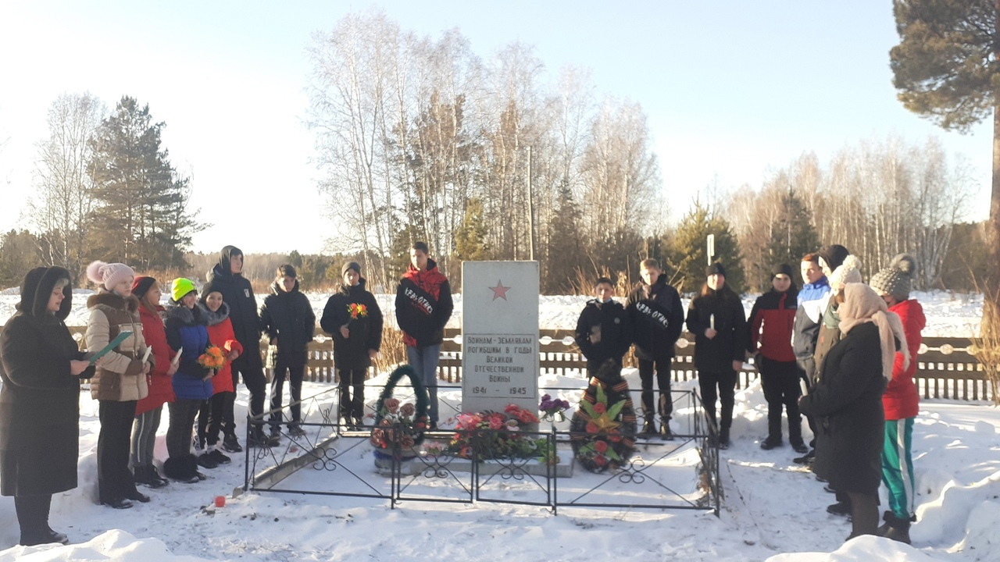 ВОИНАМ-ЗЕМЛЯКАМ
ПОГИБШИМ В ГОДЫ
ВЕЛИКОЙ
ОТЕЧЕСТВЕННОЙ
ВОЙНЫ
1941 - 1945